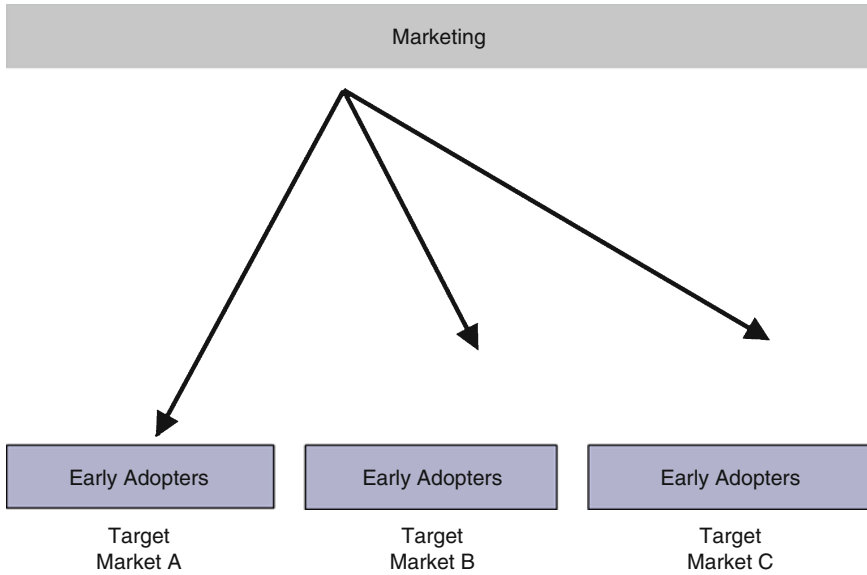 Marketing
Early Adopters
Early Adopters
Early Adopters
Target
Market A
Target
Market B
Target
Market C